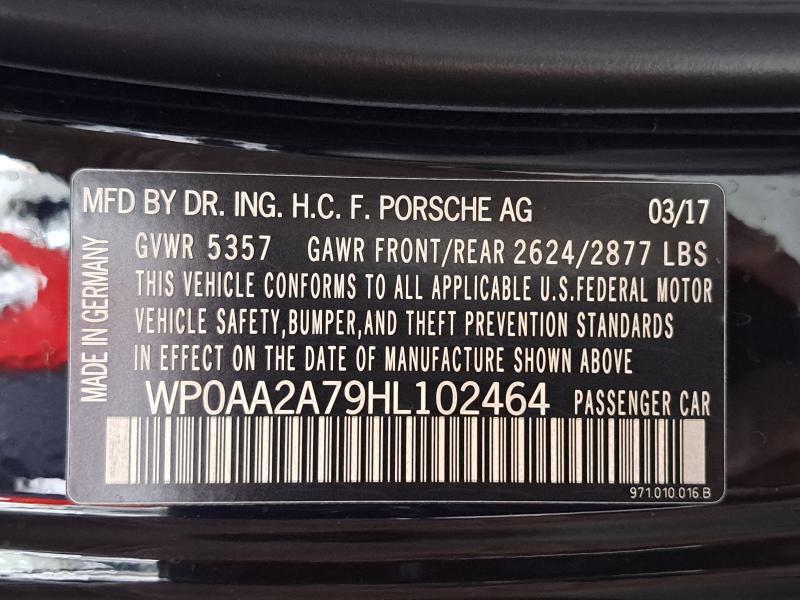 MFD BY DR. ING. H.C. F. PORSCHE AG 03/17
GVWR 5357 GAWR FRONT/REAR 2624/2877 LBS
THIS VEHICLE CONFORMS TO ALL APPLICABLE U.S.FEDERAL MOTOR
VEHICLE SAFETY,BUMPER,AND THEFT PREVENTION STANDARDS
IN EFFECT ON THE DATE OF MANUFACTURE SHOWN ABOVE
MADE IN GERMANY
WP0AA2A79HL102464 PASSENGER CAR
971.010.016.B